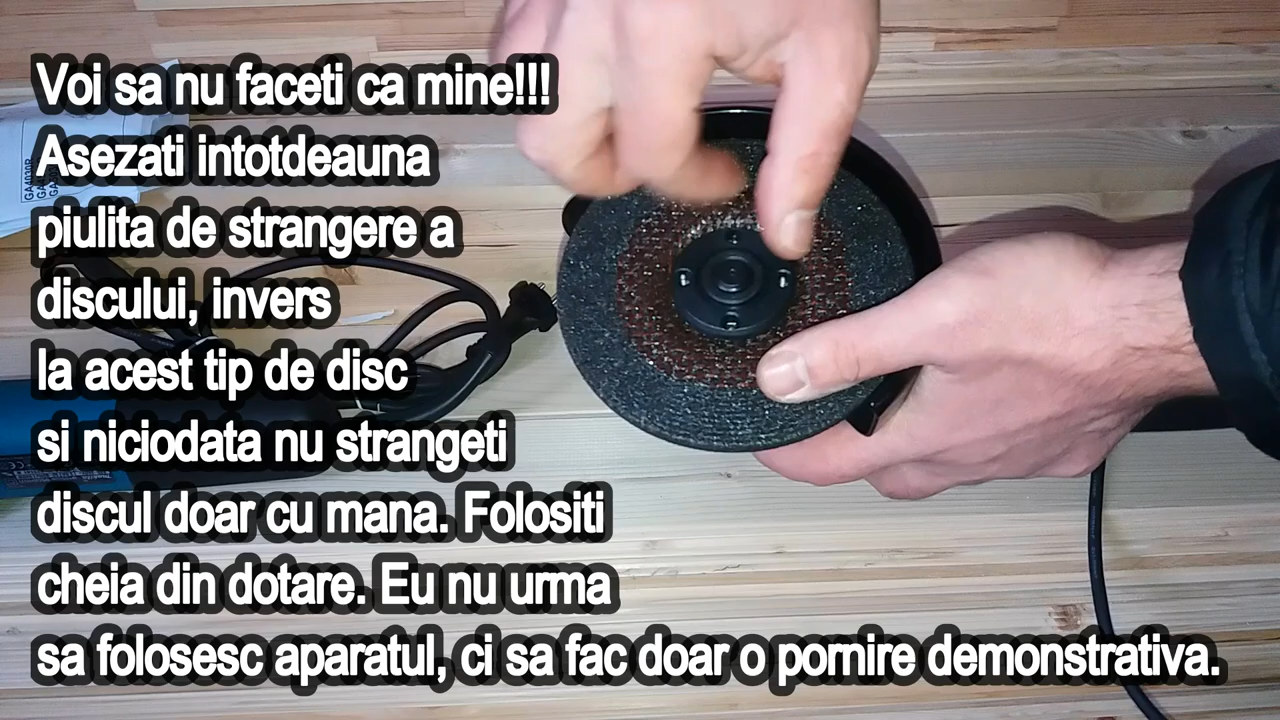 Voi sa nu faceti ca mine!!!
Asezati intotdeauna
piulita de strangere a
discului, invers
la acest tip de disc
si niciodata nu strangeti
discul doar cu mana. Folositi
cheia din dotare. Eu nu urma
sa folosesc aparatul, ci sa fac doar o pornire demonstrativa.